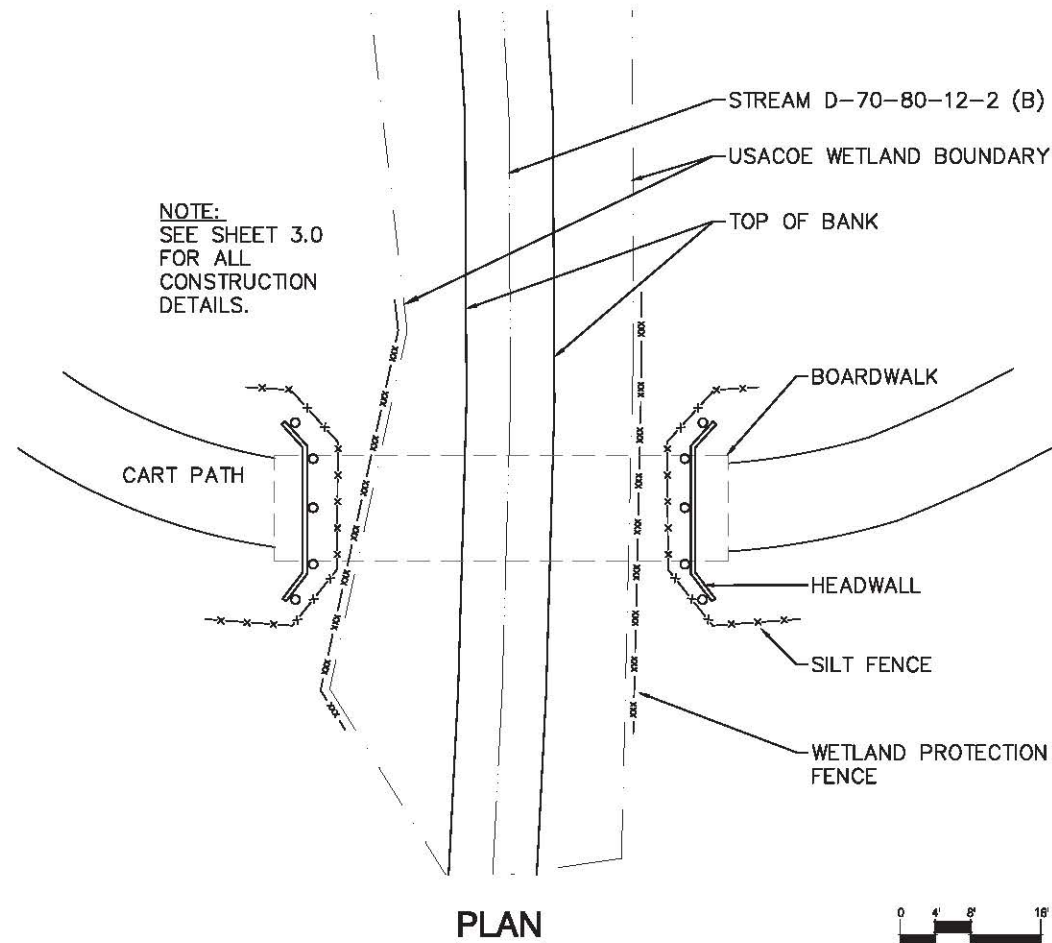 STREAM D-70-80-12-2 (B)
USACOE WETLAND BOUNDARY
TOP OF BANK
NOTE:
SEE SHEET 3.0
FOR ALL
CONSTRUCTION
DETAILS.
BOARDWALK
CART PATH
HEADWALL
SILT FENCE
WETLAND PROTECTION
FENCE
PLAN
0 4' 8' 16'